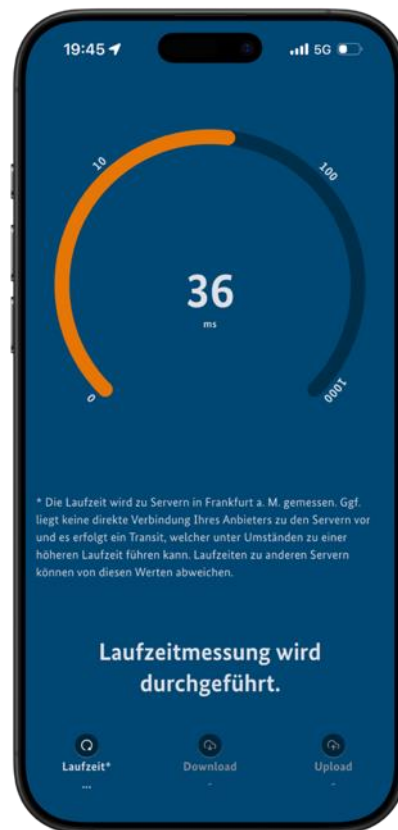 19:45
5G
10
100
36
ms
0
1000
* Die Laufzeit wird zu Servern in Frankfurt a. M. gemessen. Ggf.
liegt keine direkte Verbindung Ihres Anbieters zu den Servern vor
und es erfolgt ein Transit, welcher unter Umständen zu einer
höheren Laufzeit führen kann. Laufzeiten zu anderen Servern
können von diesen Werten abweichen.
Laufzeitmessung wird
durchgeführt.
Laufzeit* Download Upload
... - -